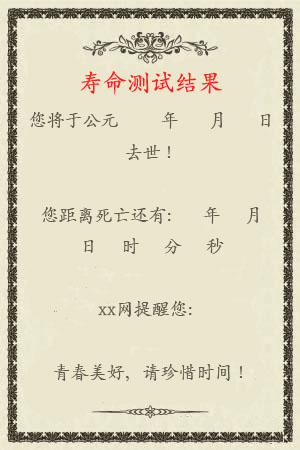 寿命测试结果
您将于公元 年 月 日
去世！
您距离死亡还有： 年 月
日 时 分 秒
xx网提醒您：
青春美好，请珍惜时间！